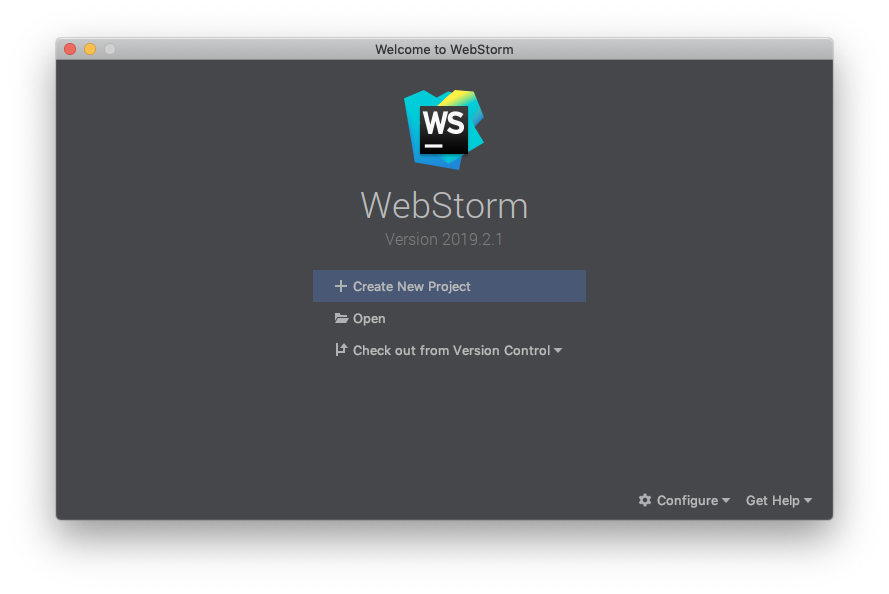 Welcome to WebStorm
WS
WebStorm
Version 2019.2.1
Create New Project
Open
Check out from Version Control
Configure Get Help